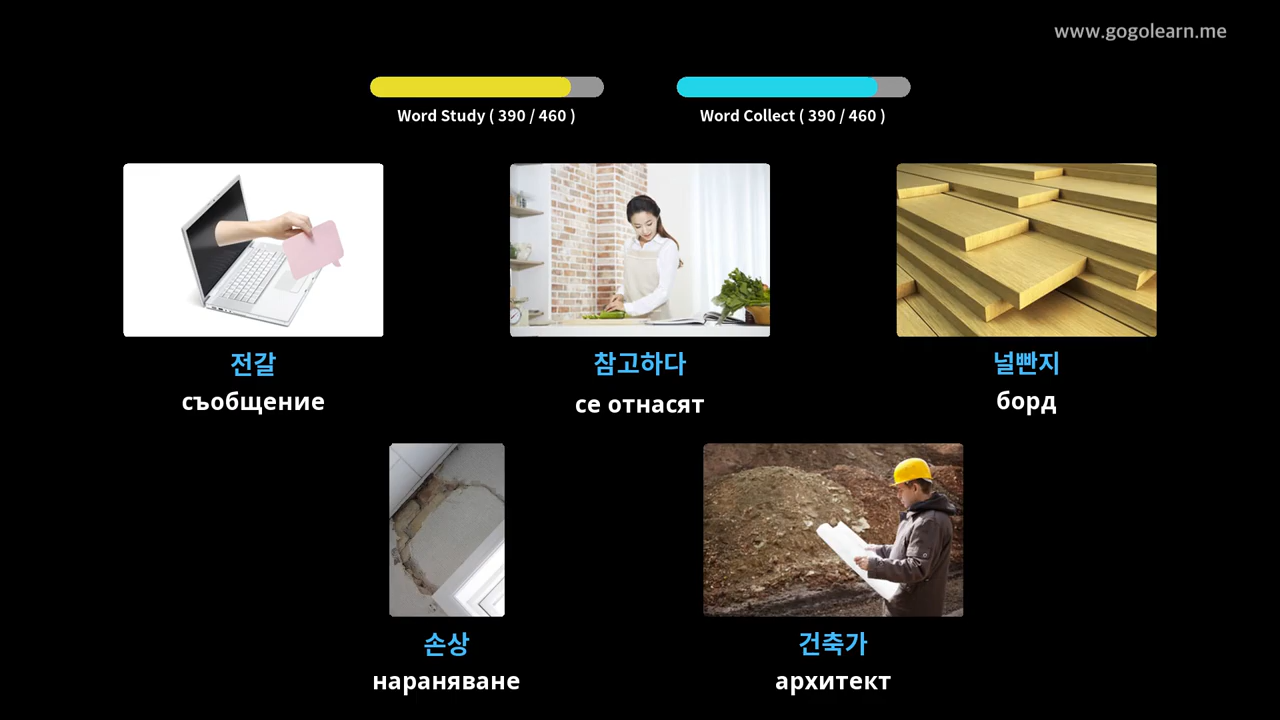 www.gogolearn.me
Word Study ( 390 / 460 )
Word Collect ( 390 / 460 )
전갈
съобщение
참고하다
се отнасят
널빤지
борд
손상
нараняване
건축가
архитект